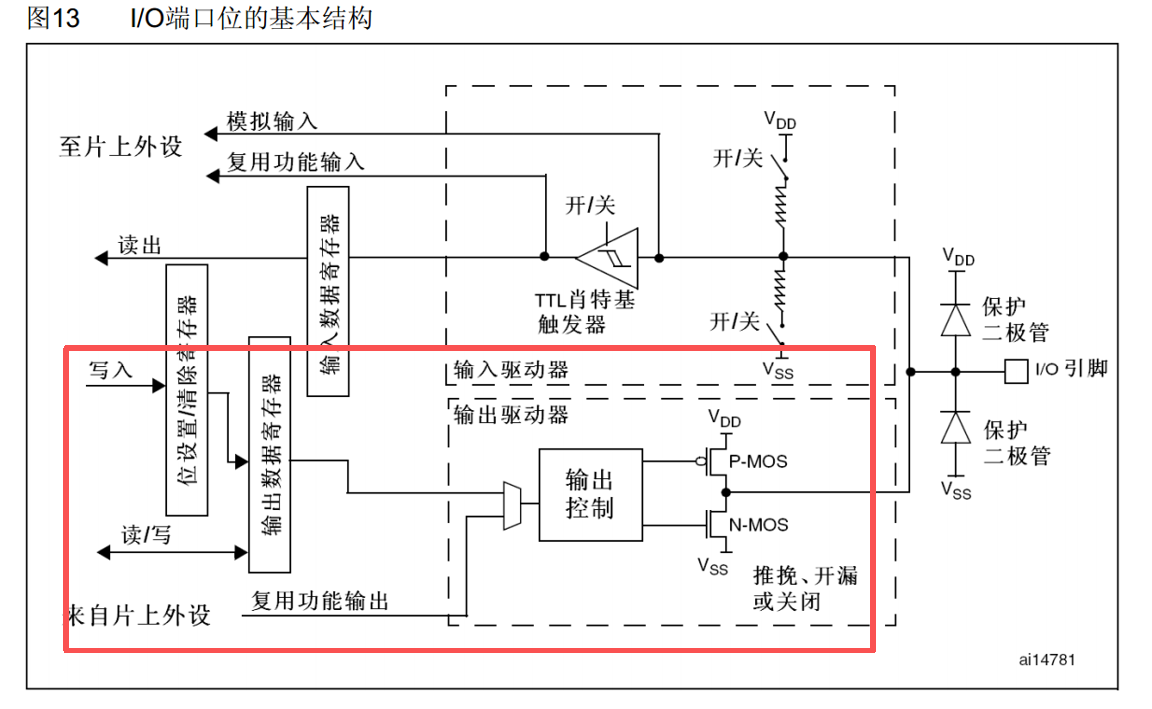 图13 I/O端口位的基本结构
至片上外设
模拟输入
复用功能输入
读出
输入数据寄存器
开/关
TTL肖特基
触发器
VDD
开/关
开/关
VSS
输入驱动器
VDD
保护
二极管
I/O 引脚
保护
二极管
VSS
写入
位设置/清除寄存器
输出数据寄存器
读/写
来自片上外设
复用功能输出
输出驱动器
输出
控制
VDD
P-MOS
N-MOS
VSS
推挽、开漏
或关闭
ai14781